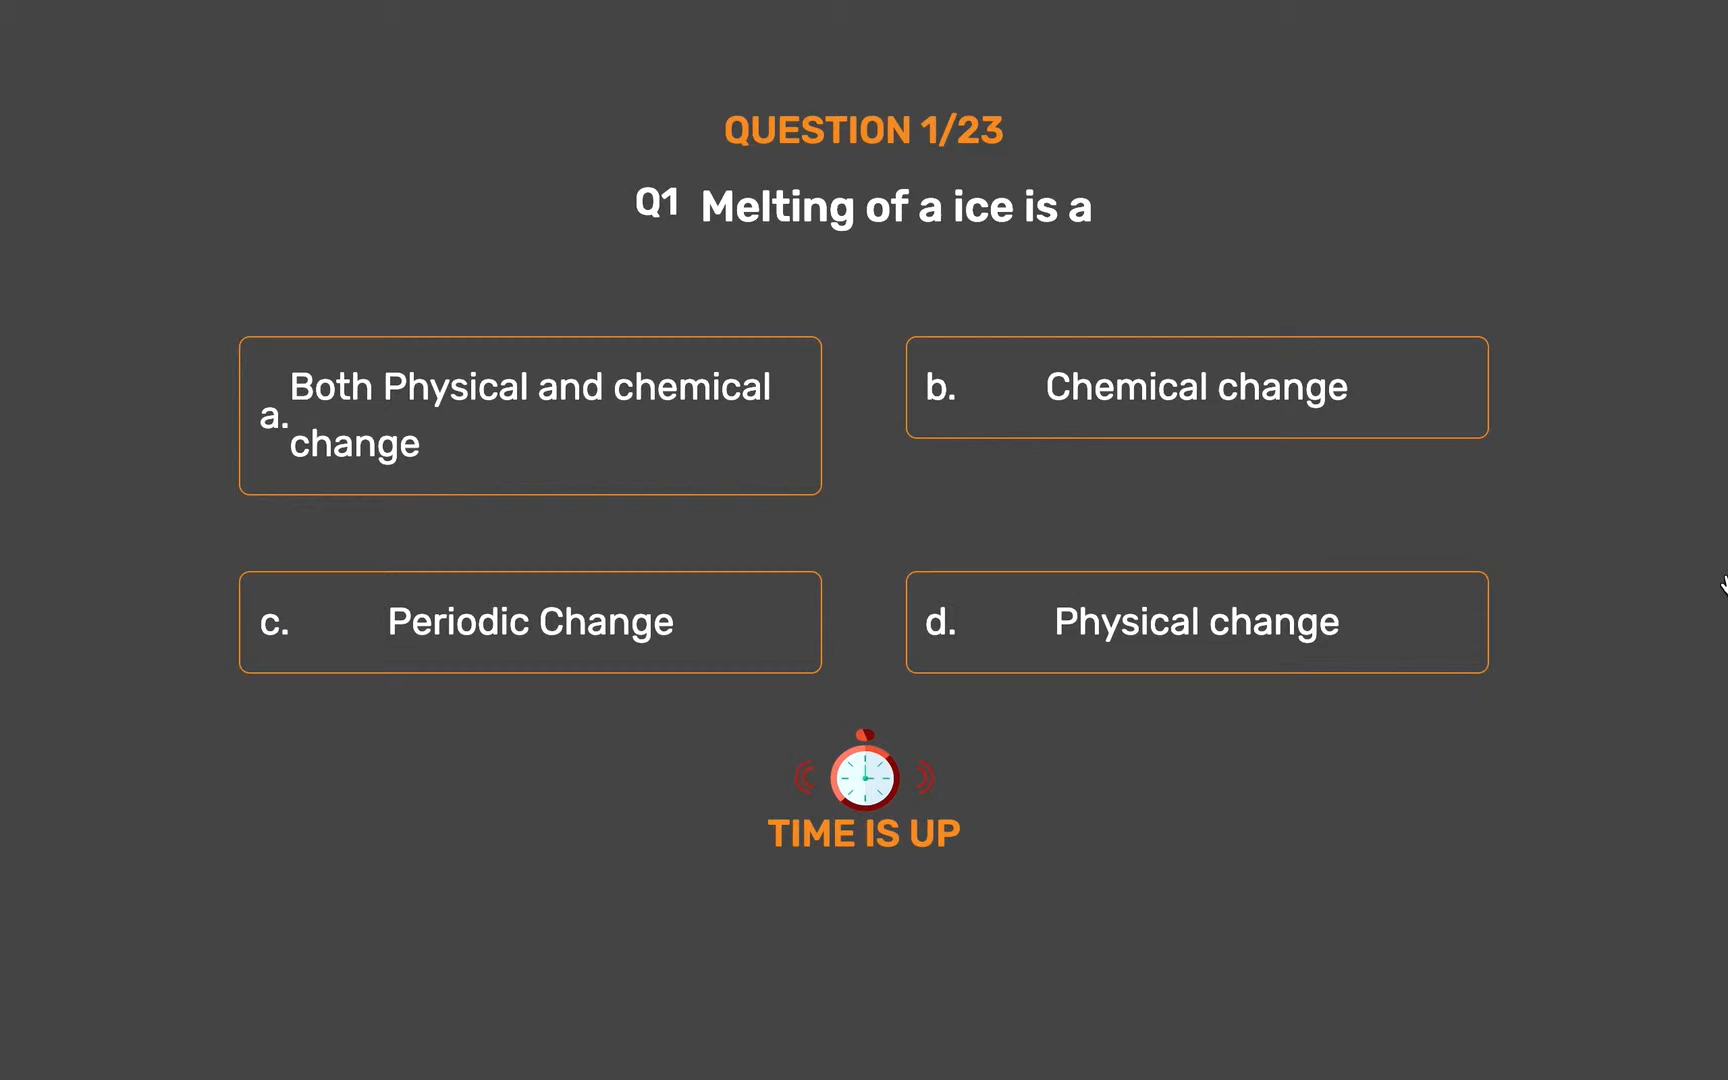 QUESTION 1/23
Q1 Melting of a ice is a
a. Both Physical and chemical
change
b. Chemical change
c. Periodic Change
d. Physical change
TIME IS UP